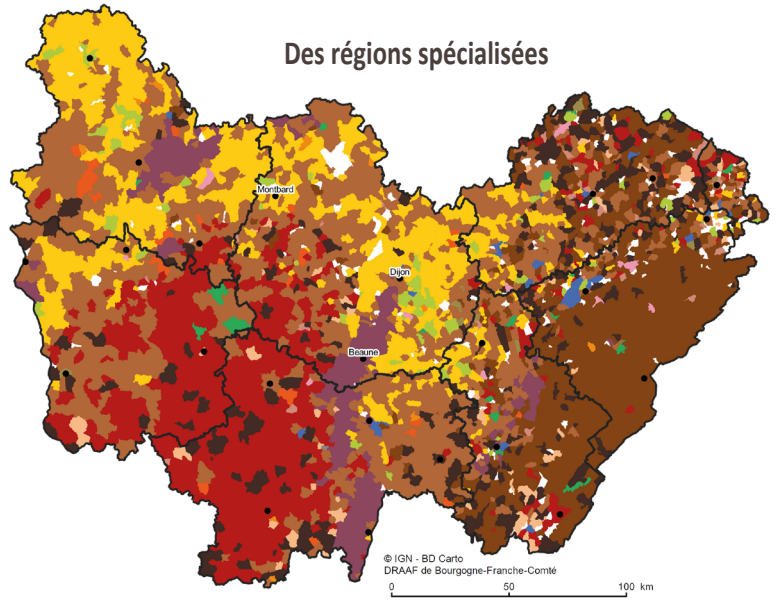 Des régions spécialisées
Montbard
Dijon
Beaune
© IGN - BD Carto
DRAAF de Bourgogne-Franche-Comté
0 50 100 km